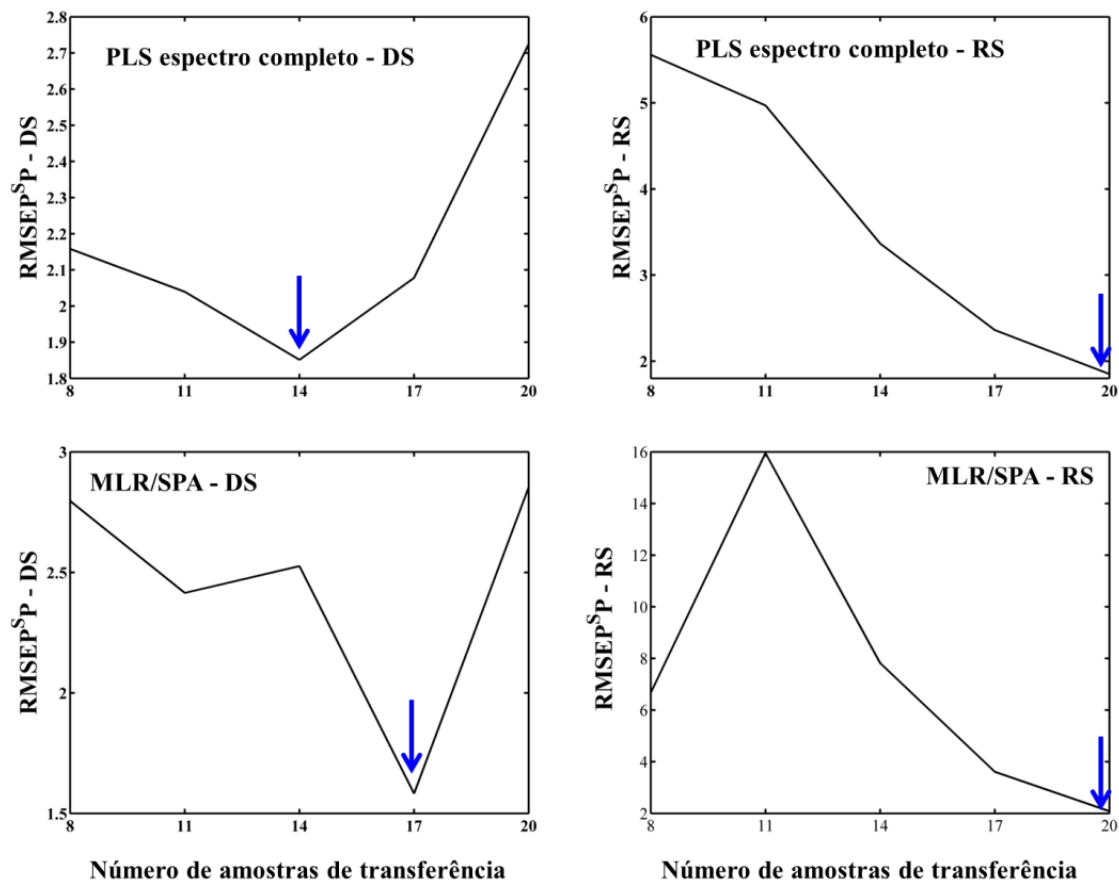 PLS espectro completo - DS
RMSEP^S P - DS
2.8
2.7
2.6
2.5
2.4
2.3
2.2
2.1
2
1.9
1.8
8 11 14 17 20
PLS espectro completo - RS
RMSEP^S P - RS
6
5
4
3
2
8 11 14 17 20
MLR/SPA - DS
RMSEP^S P - DS
3
2.5
2
1.5
8 11 14 17 20
Número de amostras de transferência
MLR/SPA - RS
RMSEP^S P - RS
16
14
12
10
8
6
4
2
8 11 14 17 20
Número de amostras de transferência